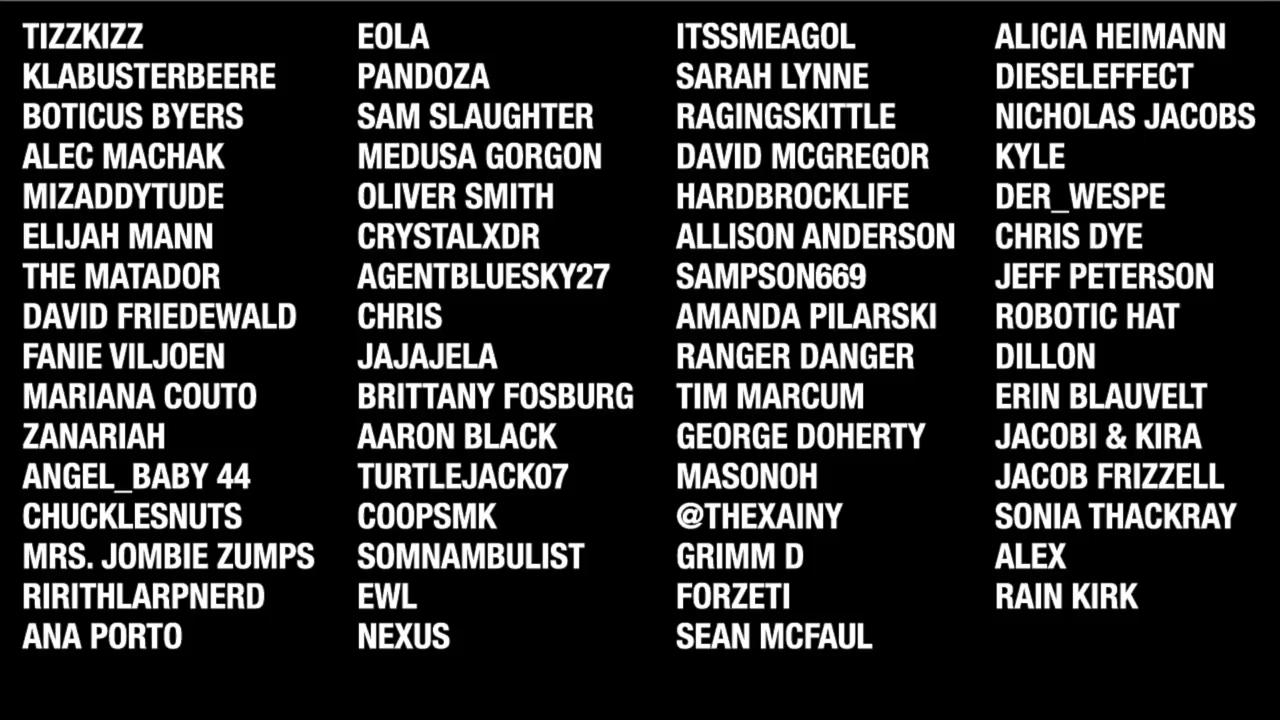 TIZZKIZZ
KLABUSTERBEERE
BOTICUS BYERS
ALEC MACHAK
MIZADDYTUDE
ELIJAH MANN
THE MATADOR
DAVID FRIEDEWALD
FANIE VILJOEN
MARIANA COUTO
ZANARIAH
ANGEL_BABY 44
CHUCKLESNUTS
MRS. JOMBIE ZUMPS
RIRITHLARPNERD
ANA PORTO
EOLA
PANDOZA
SAM SLAUGHTER
MEDUSA GORGON
OLIVER SMITH
CRYSTALXDR
AGENTBLUESKY27
CHRIS
JAJAJELA
BRITTANY FOSBURG
AARON BLACK
TURTLEJACK07
COOPSMK
SOMNAMBULIST
EWL
NEXUS
ITSSMEAGOL
SARAH LYNNE
RAGINGSKITTLE
DAVID MCGREGOR
HARDBROCKLIFE
ALLISON ANDERSON
SAMPSON669
AMANDA PILARSKI
RANGER DANGER
TIM MARCUM
GEORGE DOHERTY
MASONOH
@THEXAINY
GRIMM D
FORZETI
SEAN MCFAUL
ALICIA HEIMANN
DIESELEFFECT
NICHOLAS JACOBS
KYLE
DER_WESPE
CHRIS DYE
JEFF PETERSON
ROBOTIC HAT
DILLON
ERIN BLAUVELT
JACOBI & KIRA
JACOB FRIZZELL
SONIA THACKRAY
ALEX
RAIN KIRK